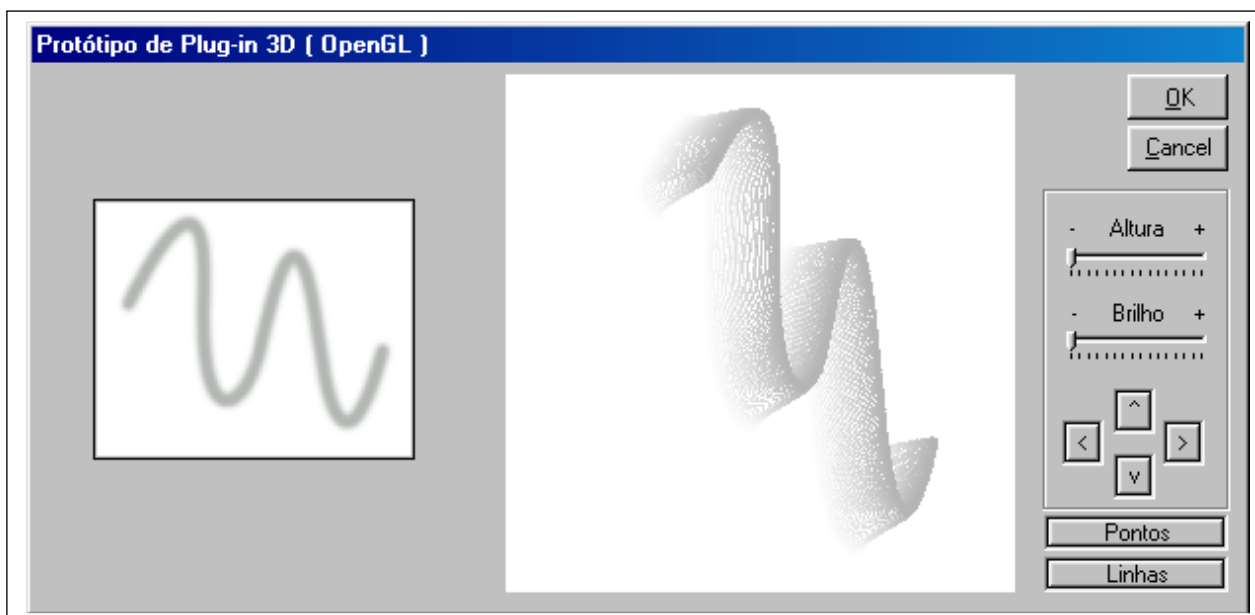 Protótipo de Plug-in 3D ( OpenGL )
OK
Cancel
- Altura +
- Brilho +
^
< >
v
Pontos
Linhas